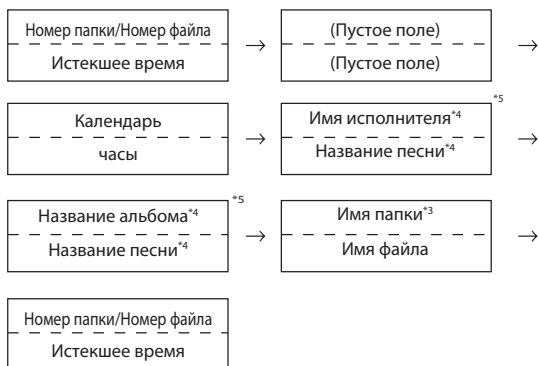 Номер папки/Номер файла
Истекшее время
→
(Пустое поле)
(Пустое поле)
→
Календарь
часы
→
*5
Имя исполнителя*4
Название песни*4
→
*5
Название альбома*4
Название песни*4
→
Имя папки*3
Имя файла
→
Номер папки/Номер файла
Истекшее время